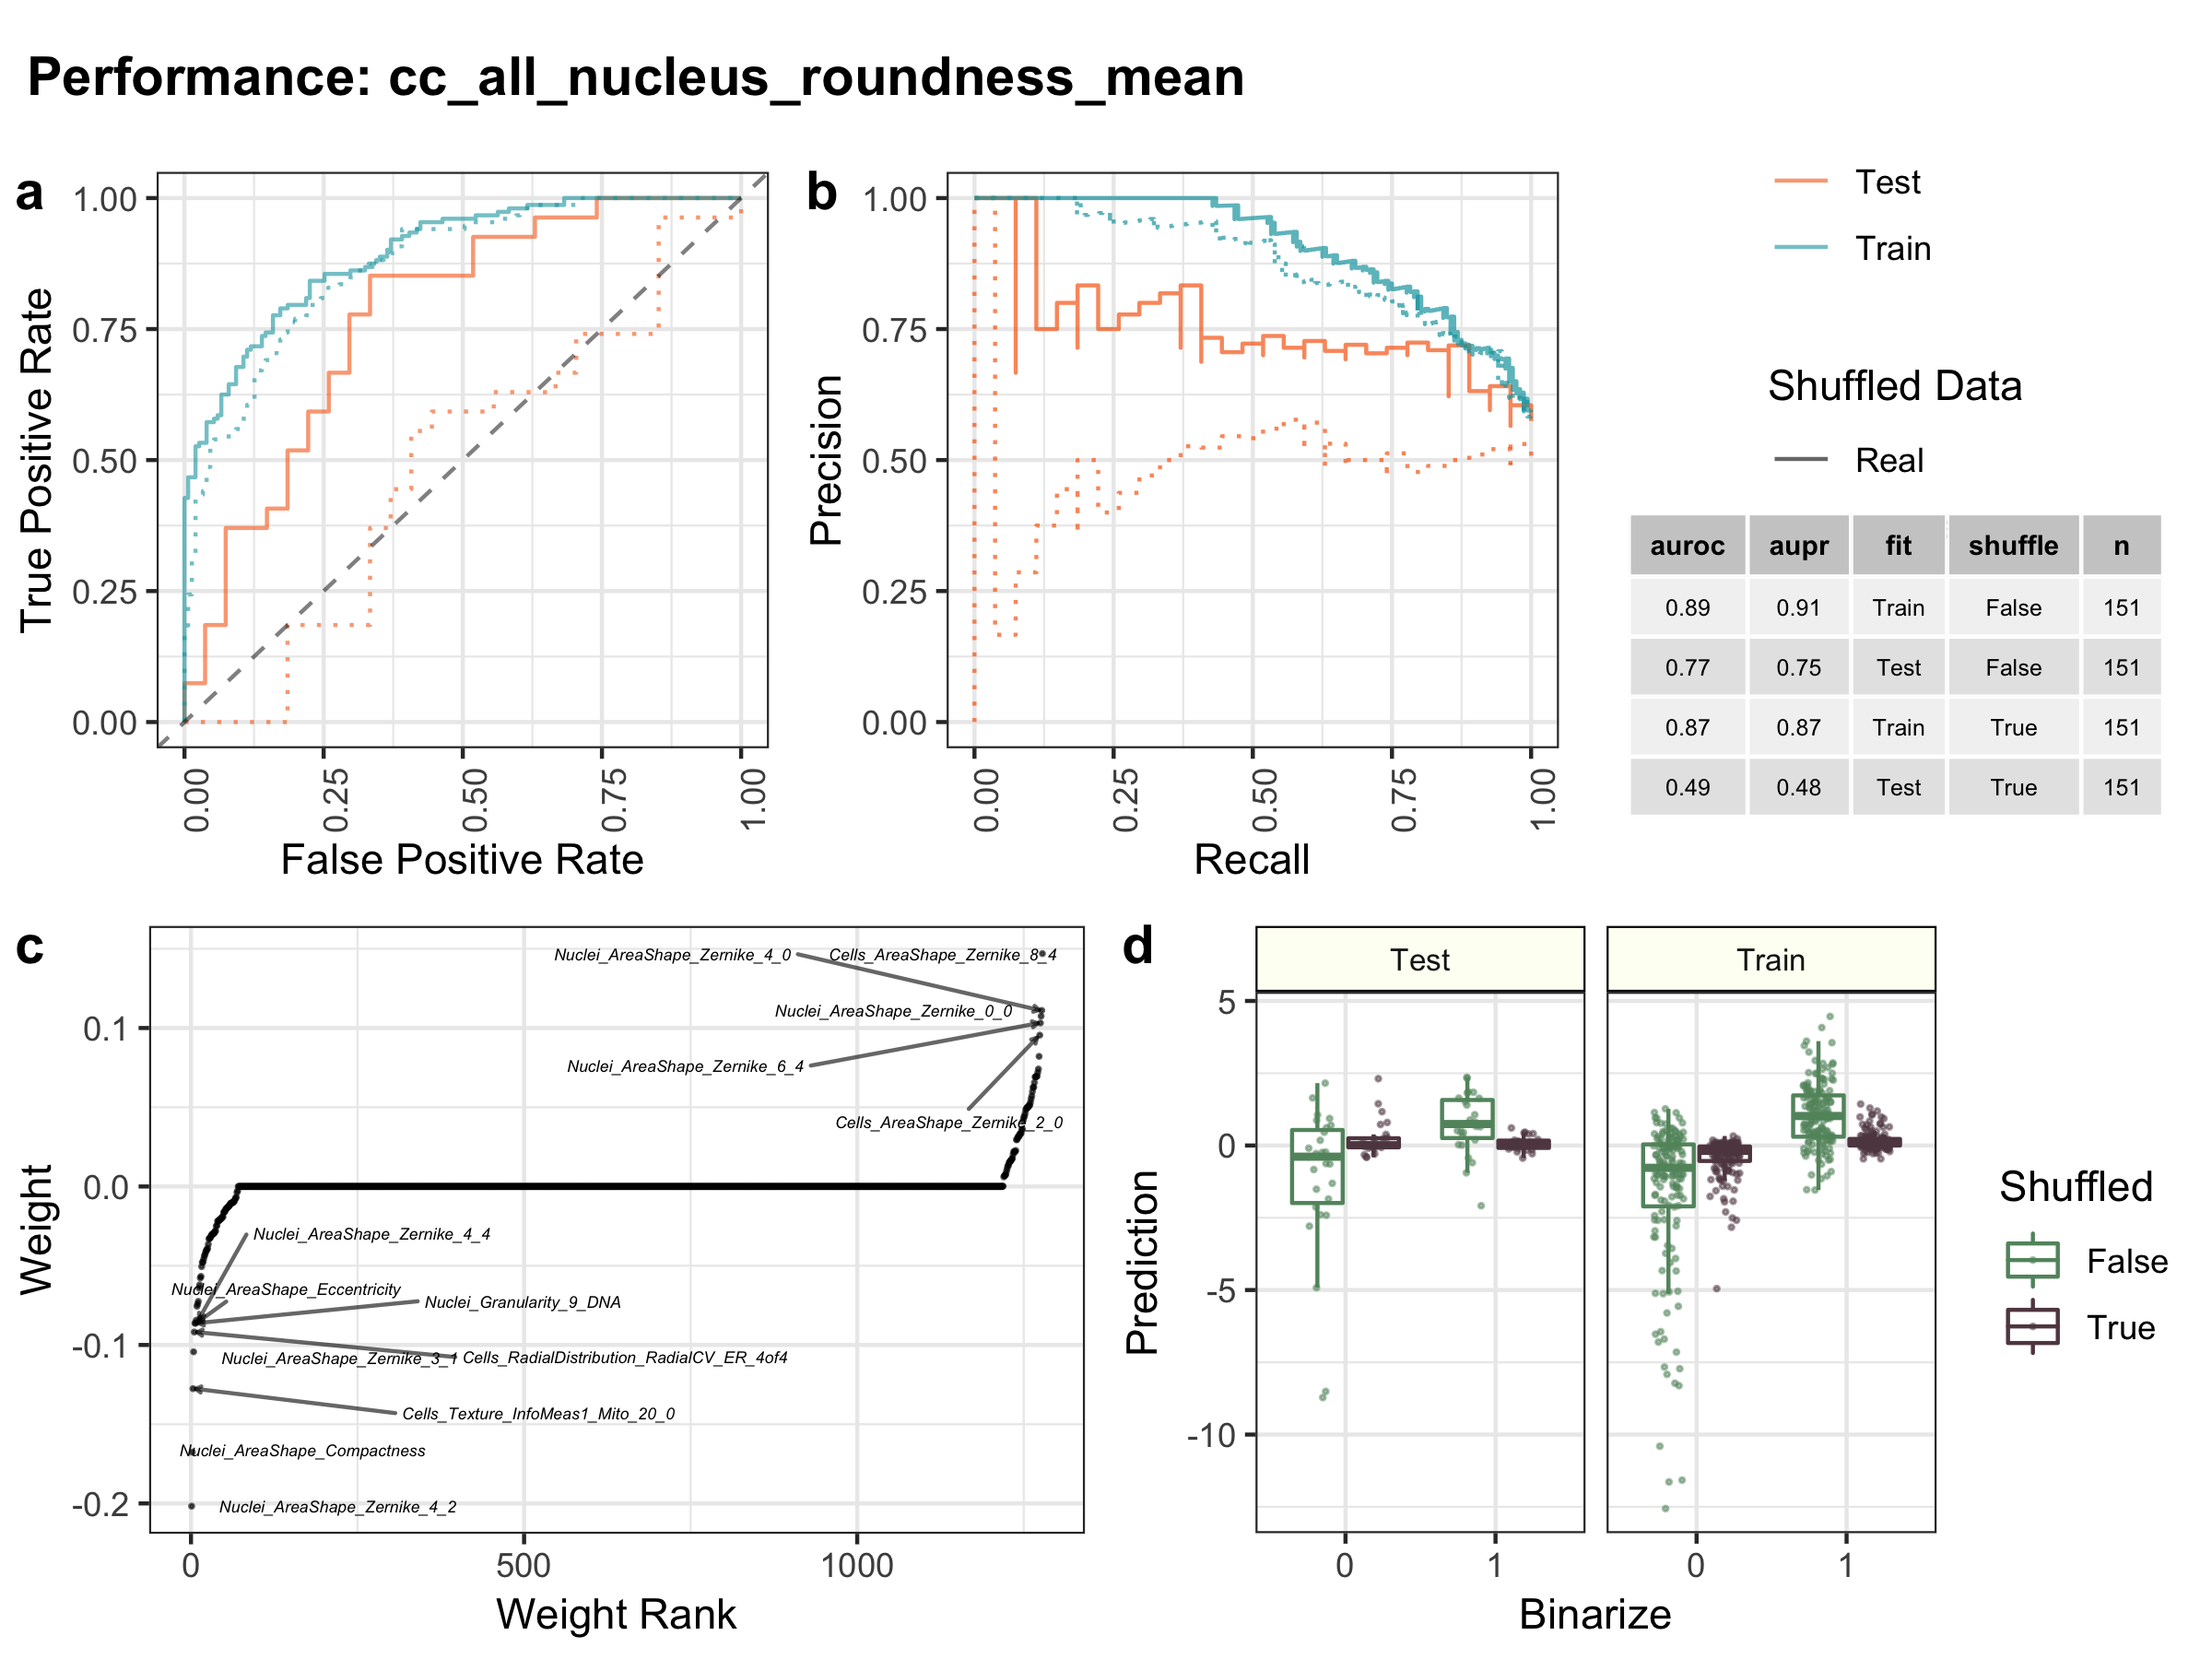 Performance: cc_all_nucleus_roundness_mean
a
1.00
0.75
0.50
0.25
0.00
True Positive Rate
0.00
0.25
0.50
0.75
1.00
False Positive Rate
b
1.00
0.75
0.50
0.25
0.00
Precision
0.00
0.25
0.50
0.75
1.00
Recall
Test
Train
Shuffled Data
Real
auroc aupr fit shuffle n
0.89 0.91 Train False 151
0.77 0.75 Test False 151
0.87 0.87 Train True 151
0.49 0.48 Test True 151
c
0.1
0.0
-0.1
-0.2
Weight
Nuclei_AreaShape_Zernike_4_0
Cells_AreaShape_Zernike_8_4
Nuclei_AreaShape_Zernike_0_0
Nuclei_AreaShape_Zernike_6_4
Cells_AreaShape_Zernike_2_0
Nuclei_AreaShape_Zernike_4_4
Nuclei_AreaShape_Eccentricity
Nuclei_Granularity_9_DNA
Nuclei_AreaShape_Zernike_3_1
Cells_RadialDistribution_RadialCV_ER_4of4
Cells_Texture_InfoMeas1_Mito_20_0
Nuclei_AreaShape_Compactness
Nuclei_AreaShape_Zernike_4_2
0
500
1000
Weight Rank
d
Test
Train
5
0
-5
-10
Prediction
0
1
0
1
Binarize
Shuffled
False
True